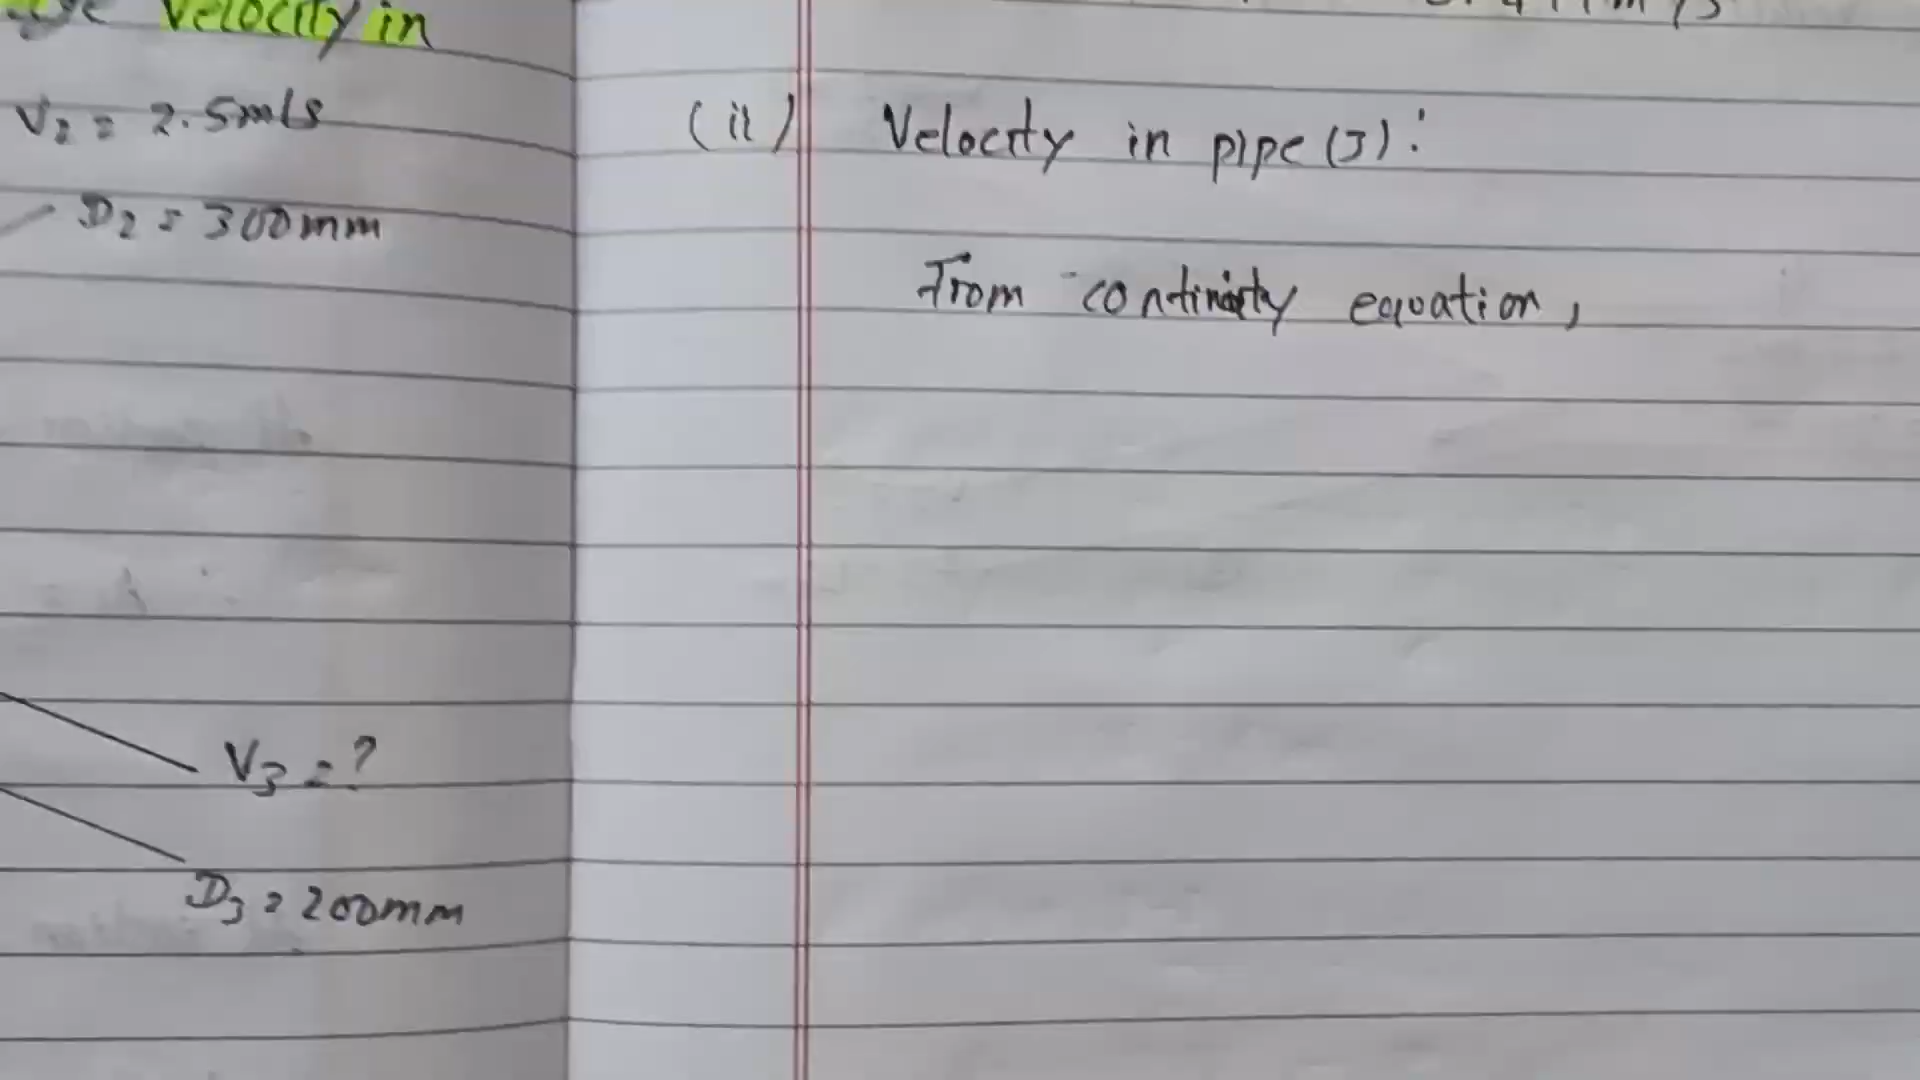 Velocity in
V2 = 2.5m/s
D2 = 300mm
V3 = ?
D3 = 200mm
(ii) Velocity in pipe (3):
From continuity equation,